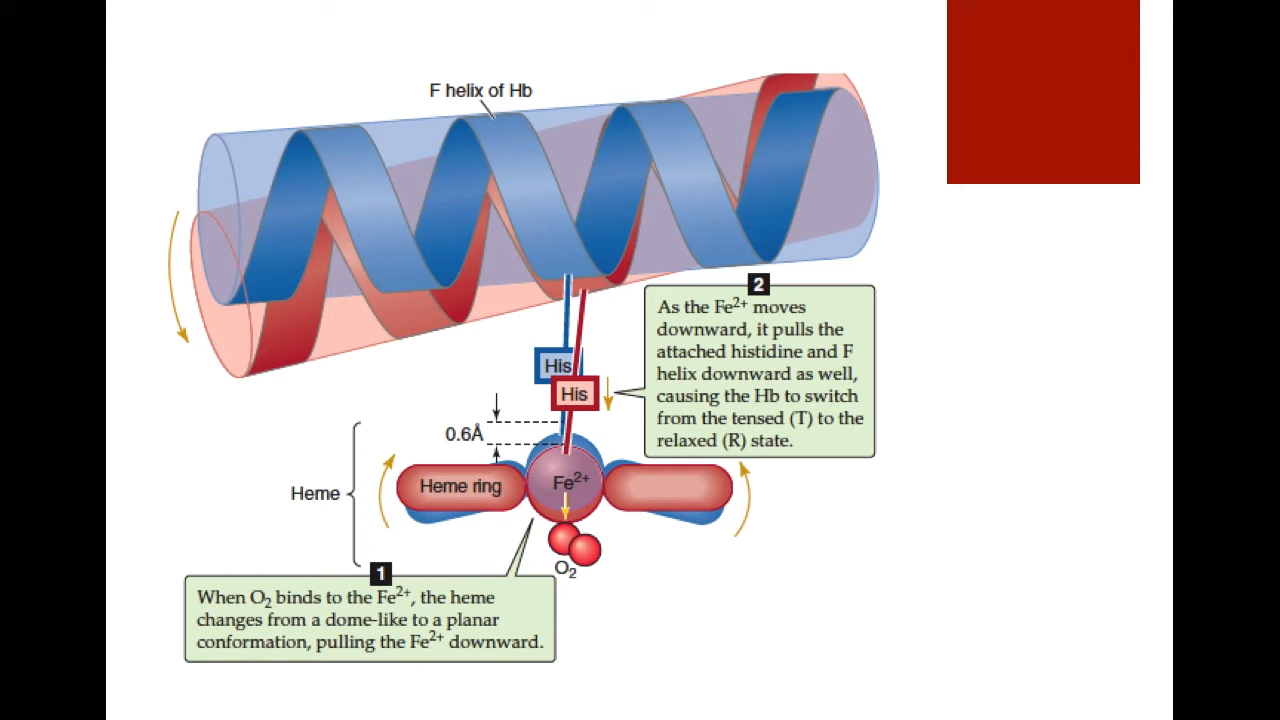 F helix of Hb
2
As the Fe²⁺ moves
downward, it pulls the
attached histidine and F
helix downward as well,
causing the Hb to switch
from the tensed (T) to the
relaxed (R) state.
His
His
0.6Å
Heme
Heme ring
Fe²⁺
O₂
1
When O₂ binds to the Fe²⁺, the heme
changes from a dome-like to a planar
conformation, pulling the Fe²⁺ downward.